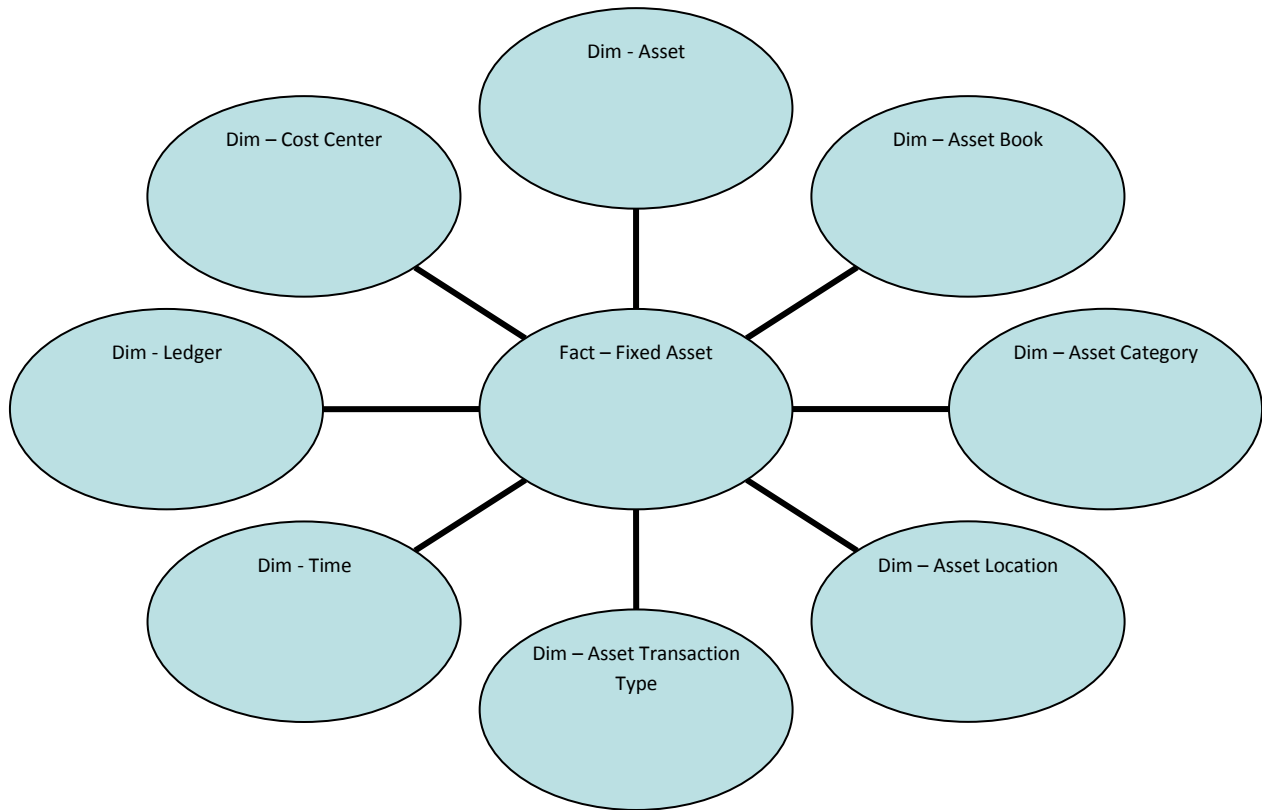 Dim - Asset
Dim – Cost Center
Dim – Asset Book
Dim - Ledger
Fact – Fixed Asset
Dim – Asset Category
Dim - Time
Dim – Asset Location
Dim – Asset Transaction
Type